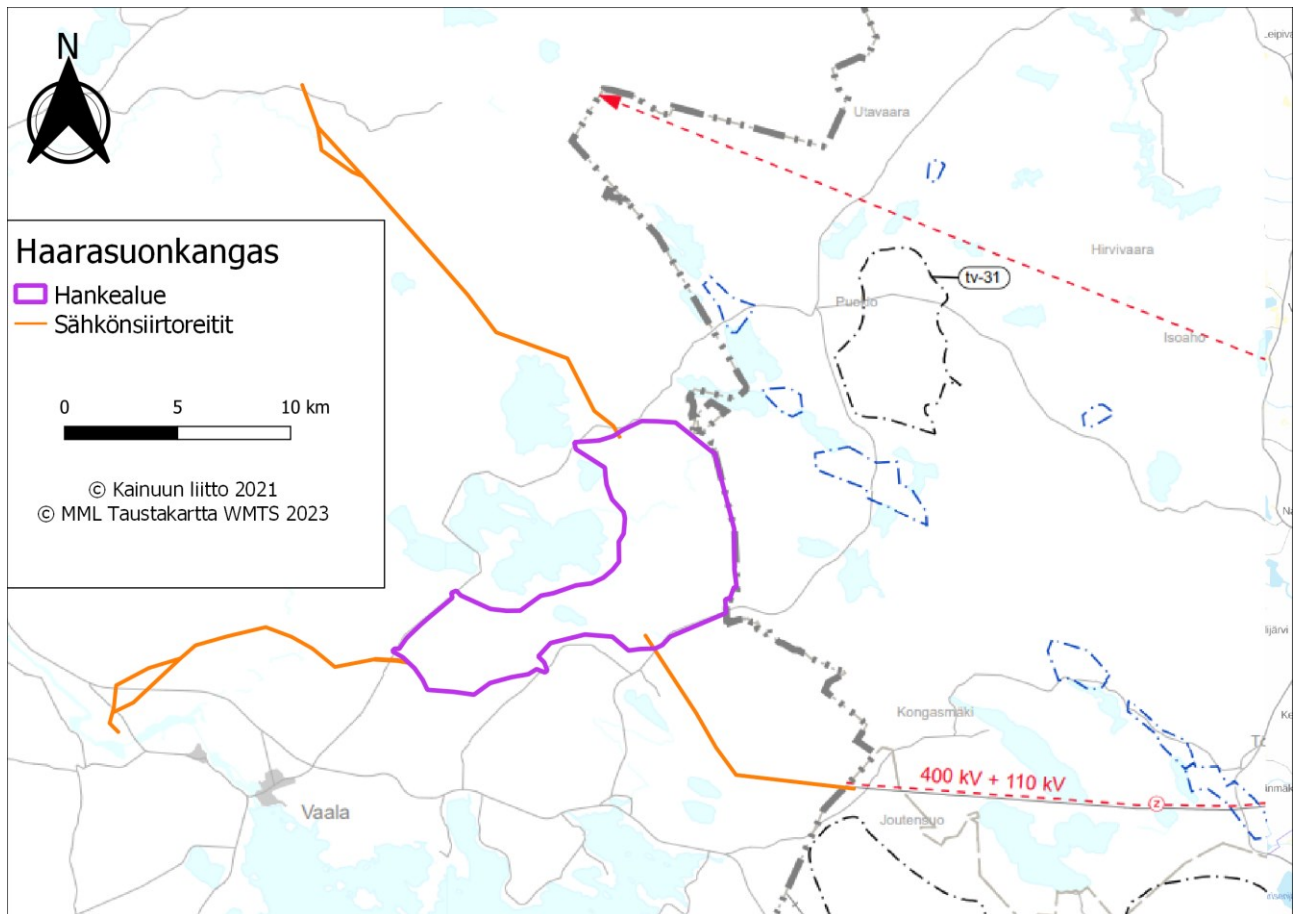 N
Haarasuonkangas
Hankealue
Sähkönsiirtoreitit
0 5 10 km
© Kainuun liitto 2021
© MML Taustakartta WMTS 2023
Utavaara
Hirvivaara
tv-31
Isoaho
Kongasmäki
400 kV + 110 kV
z
Joutensuo
Vaala